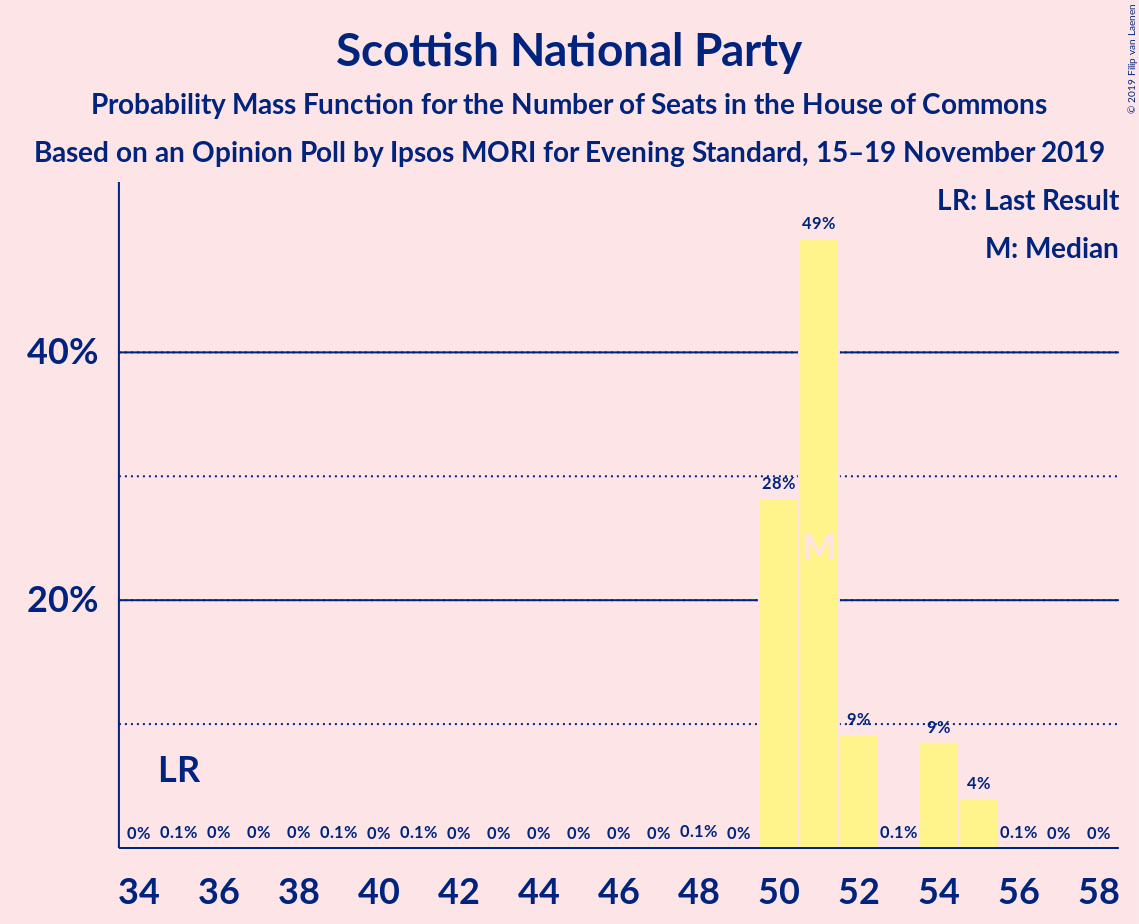 Scottish National Party
Probability Mass Function for the Number of Seats in the House of Commons
Based on an Opinion Poll by Ipsos MORI for Evening Standard, 15–19 November 2019
© 2019 Filip van Laenen
LR: Last Result
M: Median
49%
40%
28%
M
20%
9%
9%
4%
LR
0% 0.1% 0% 0% 0% 0.1% 0% 0.1% 0% 0% 0% 0% 0% 0% 0.1% 0% 0.1% 0.1% 0% 0%
34 36 38 40 42 44 46 48 50 52 54 56 58